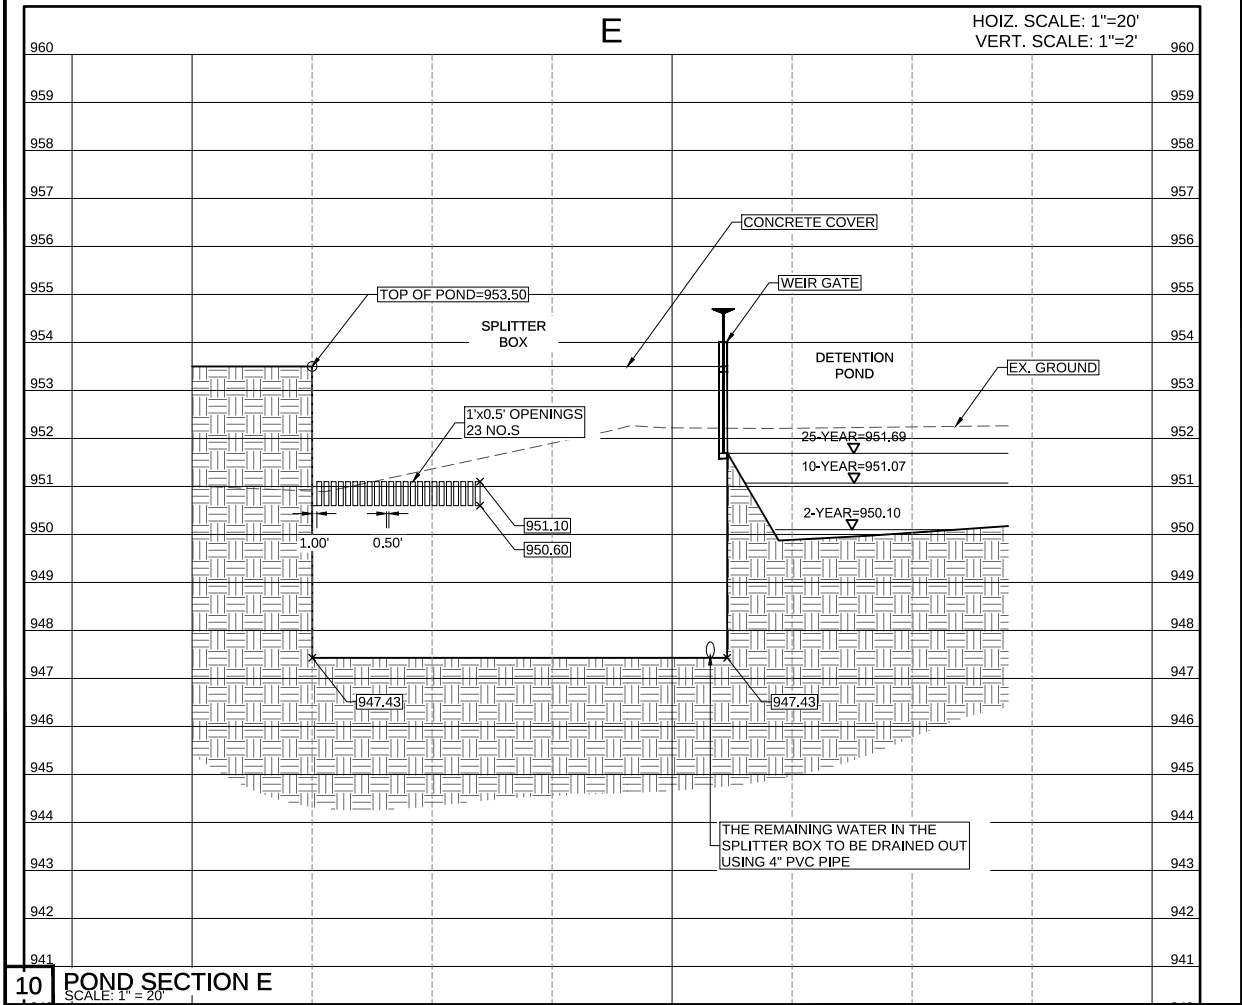 E
HOIZ. SCALE: 1"=20'
VERT. SCALE: 1"=2'
960 960
959 959
958 958
957 957
CONCRETE COVER
956 956
WEIR GATE
955 955
TOP OF POND=953.50
SPLITTER
BOX
954 954
DETENTION
POND
EX. GROUND
953 953
1'x0.5' OPENINGS
23 NO.S
952 952
25-YEAR=951.69
10-YEAR=951.07
951 951
2-YEAR=950.10
951.10
950 950
1.00' 0.50'
950.60
949 949
948 948
947 947
947.43 947.43
946 946
945 945
944 944
THE REMAINING WATER IN THE
SPLITTER BOX TO BE DRAINED OUT
USING 4" PVC PIPE
943 943
942 942
941 941
10 POND SECTION E
SCALE: 1" = 20'